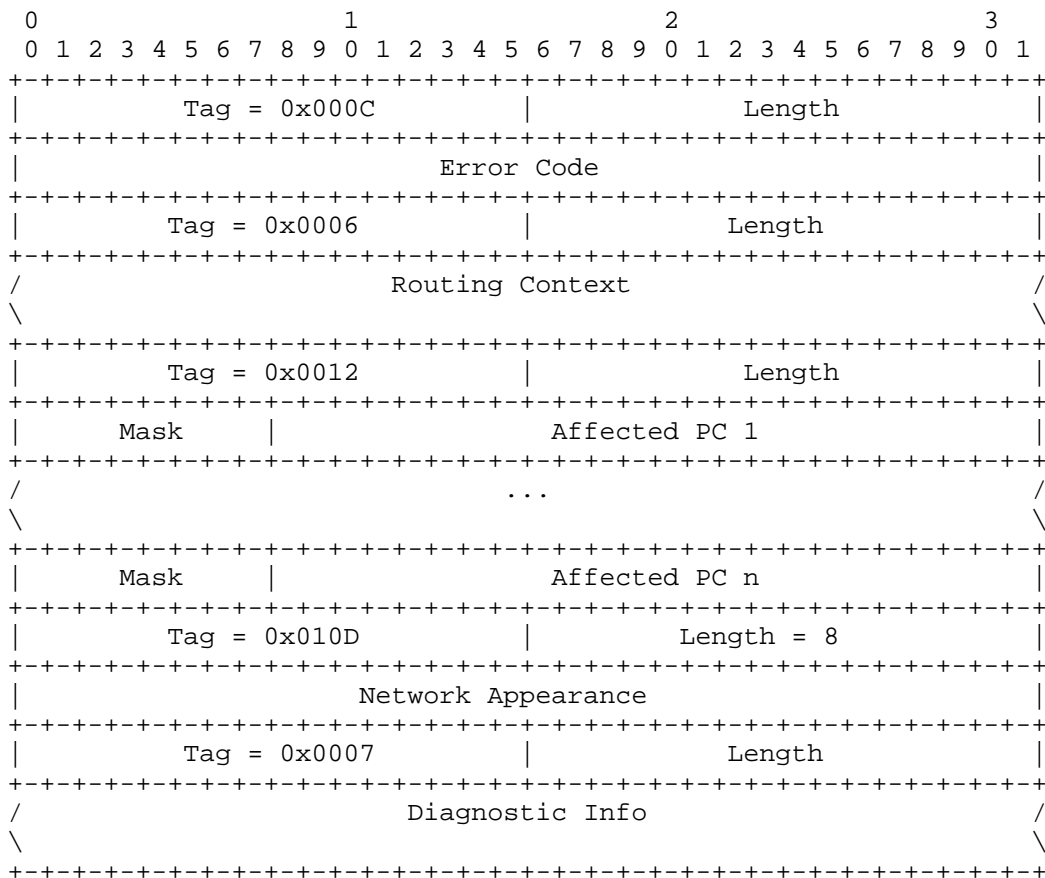 0                   1                   2                   3
 0 1 2 3 4 5 6 7 8 9 0 1 2 3 4 5 6 7 8 9 0 1 2 3 4 5 6 7 8 9 0 1
+-+-+-+-+-+-+-+-+-+-+-+-+-+-+-+-+-+-+-+-+-+-+-+-+-+-+-+-+-+-+-+-+
|          Tag = 0x000C         |             Length            |
+-+-+-+-+-+-+-+-+-+-+-+-+-+-+-+-+-+-+-+-+-+-+-+-+-+-+-+-+-+-+-+-+
|                          Error Code                           |
+-+-+-+-+-+-+-+-+-+-+-+-+-+-+-+-+-+-+-+-+-+-+-+-+-+-+-+-+-+-+-+-+
|         Tag = 0x0006          |            Length             |
+-+-+-+-+-+-+-+-+-+-+-+-+-+-+-+-+-+-+-+-+-+-+-+-+-+-+-+-+-+-+-+-+
/                       Routing Context                         /
\                                                               \
+-+-+-+-+-+-+-+-+-+-+-+-+-+-+-+-+-+-+-+-+-+-+-+-+-+-+-+-+-+-+-+-+
|         Tag = 0x0012          |             Length            |
+-+-+-+-+-+-+-+-+-+-+-+-+-+-+-+-+-+-+-+-+-+-+-+-+-+-+-+-+-+-+-+-+
|      Mask     |                 Affected PC 1                 |
+-+-+-+-+-+-+-+-+-+-+-+-+-+-+-+-+-+-+-+-+-+-+-+-+-+-+-+-+-+-+-+-+
/                              ...                              /
\                                                               \
+-+-+-+-+-+-+-+-+-+-+-+-+-+-+-+-+-+-+-+-+-+-+-+-+-+-+-+-+-+-+-+-+
|      Mask     |                 Affected PC n                 |
+-+-+-+-+-+-+-+-+-+-+-+-+-+-+-+-+-+-+-+-+-+-+-+-+-+-+-+-+-+-+-+-+
|         Tag = 0x010D          |         Length = 8            |
+-+-+-+-+-+-+-+-+-+-+-+-+-+-+-+-+-+-+-+-+-+-+-+-+-+-+-+-+-+-+-+-+
|                     Network Appearance                        |
+-+-+-+-+-+-+-+-+-+-+-+-+-+-+-+-+-+-+-+-+-+-+-+-+-+-+-+-+-+-+-+-+
|          Tag = 0x0007         |            Length             |
+-+-+-+-+-+-+-+-+-+-+-+-+-+-+-+-+-+-+-+-+-+-+-+-+-+-+-+-+-+-+-+-+
/                        Diagnostic Info                        /
\                                                               \
+-+-+-+-+-+-+-+-+-+-+-+-+-+-+-+-+-+-+-+-+-+-+-+-+-+-+-+-+-+-+-+-+